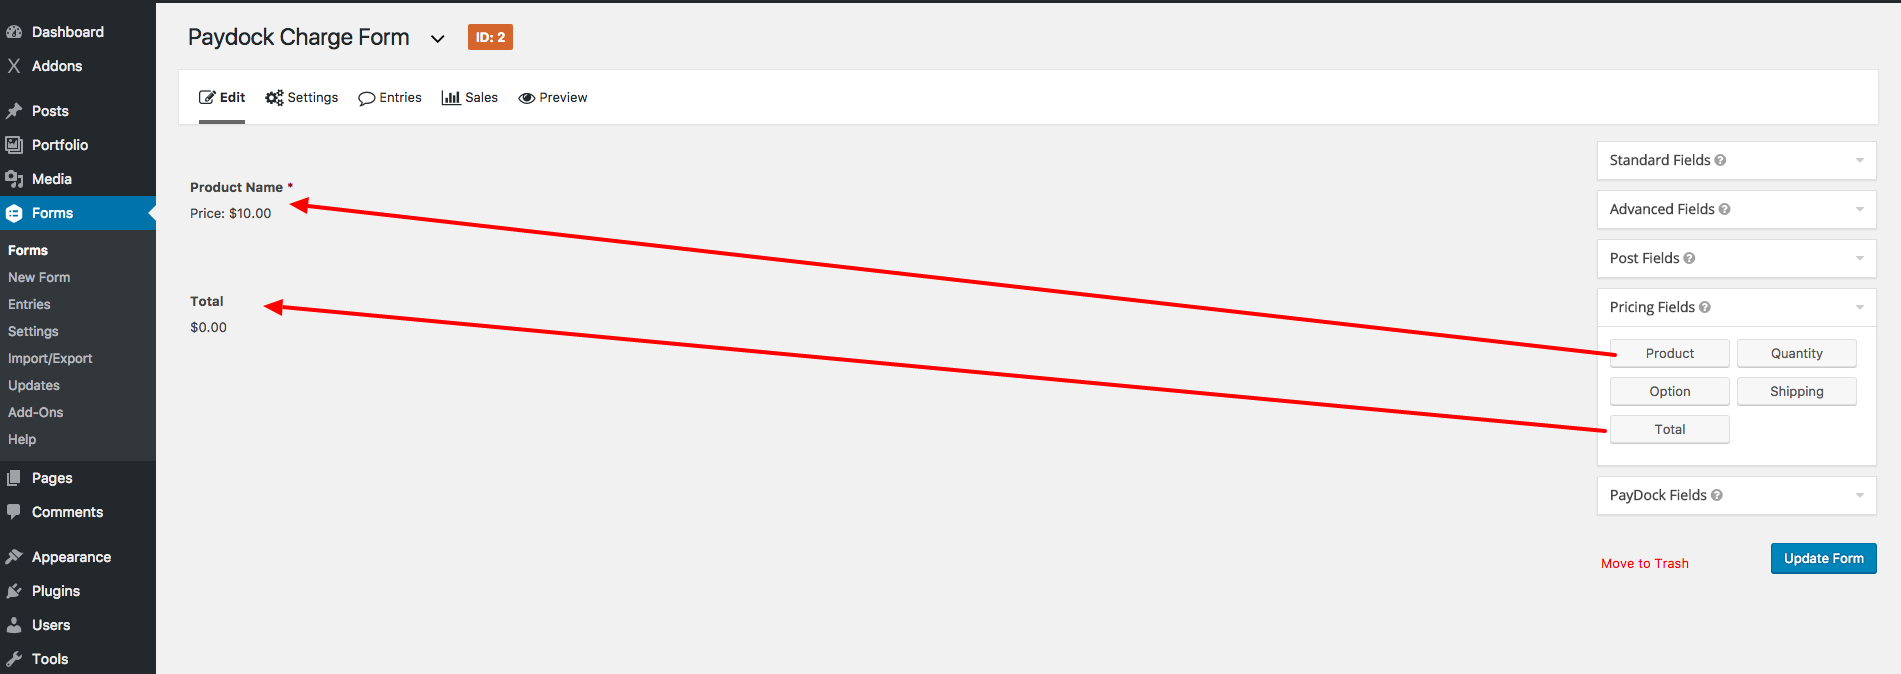 Dashboard
Addons
Posts
Portfolio
Media
Forms
Forms
New Form
Entries
Settings
Import/Export
Updates
Add-Ons
Help
Pages
Comments
Appearance
Plugins
Users
Tools
Paydock Charge Form ID: 2
Edit Settings Entries Sales Preview
Product Name *
Price: $10.00
Total
$0.00
Standard Fields ?
Advanced Fields ?
Post Fields ?
Pricing Fields ?
Product Quantity
Option Shipping
Total
PayDock Fields ?
Move to Trash Update Form